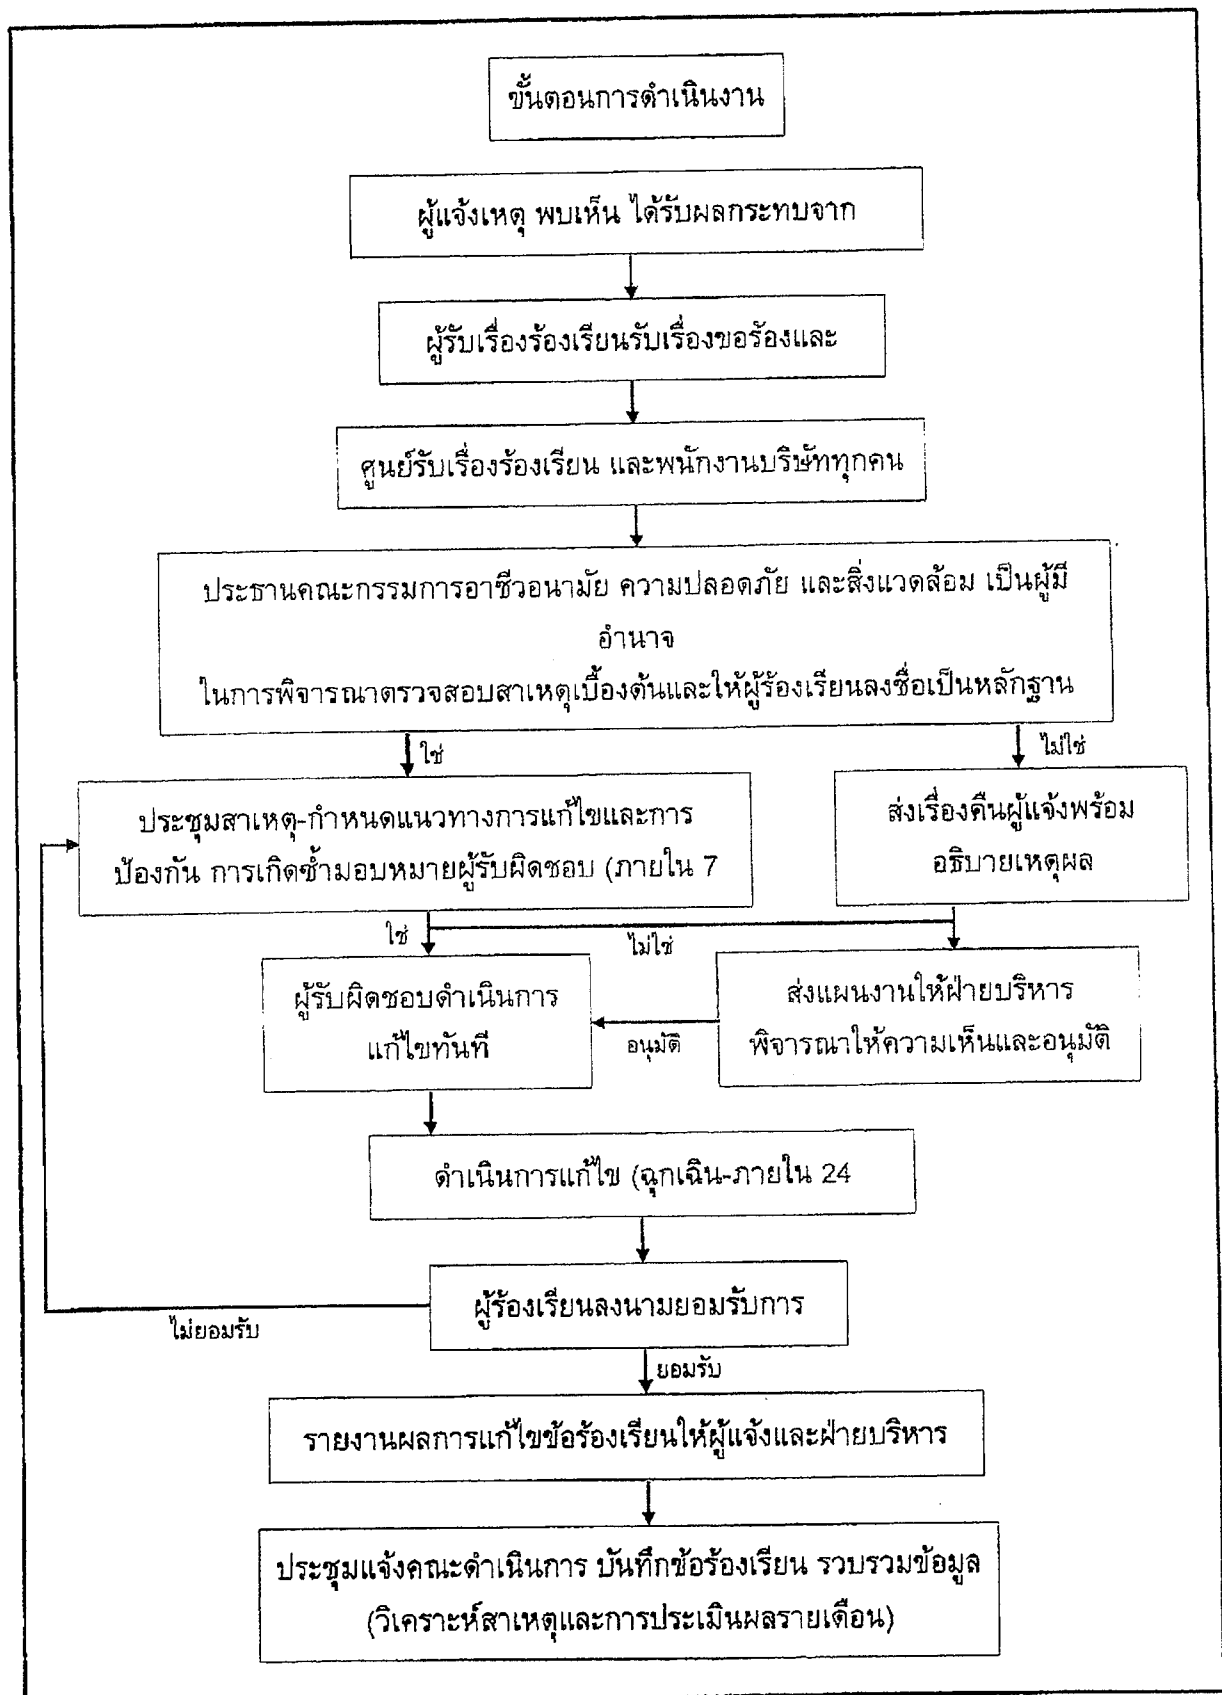 ขั้นตอนการดำเนินงาน
ผู้แจ้งเหตุ พบเห็น ได้รับผลกระทบจาก
ผู้รับเรื่องร้องเรียนรับเรื่องขอร้องและ
ศูนย์รับเรื่องร้องเรียน และพนักงานบริษัททุกคน
ประธานคณะกรรมการอาชีวอนามัย ความปลอดภัย และสิ่งแวดล้อม เป็นผู้มี
อำนาจ
ในการพิจารณาตรวจสอบสาเหตุเบื้องต้นและให้ผู้ร้องเรียนลงชื่อเป็นหลักฐาน
ใช่
ไม่ใช่
ประชุมสาเหตุ-กำหนดแนวทางการแก้ไขและการ
ป้องกัน การเกิดซ้ำมอบหมายผู้รับผิดชอบ (ภายใน 7
ส่งเรื่องคืนผู้แจ้งพร้อม
อธิบายเหตุผล
ใช่
ไม่ใช่
ผู้รับผิดชอบดำเนินการ
แก้ไขทันที
อนุมัติ
ส่งแผนงานให้ฝ่ายบริหาร
พิจารณาให้ความเห็นและอนุมัติ
ดำเนินการแก้ไข (ฉุกเฉิน-ภายใน 24
ผู้ร้องเรียนลงนามยอมรับการ
ไม่ยอมรับ
ยอมรับ
รายงานผลการแก้ไขข้อร้องเรียนให้ผู้แจ้งและฝ่ายบริหาร
ประชุมแจ้งคณะดำเนินการ บันทึกข้อร้องเรียน รวบรวมข้อมูล
(วิเคราะห์สาเหตุและการประเมินผลรายเดือน)